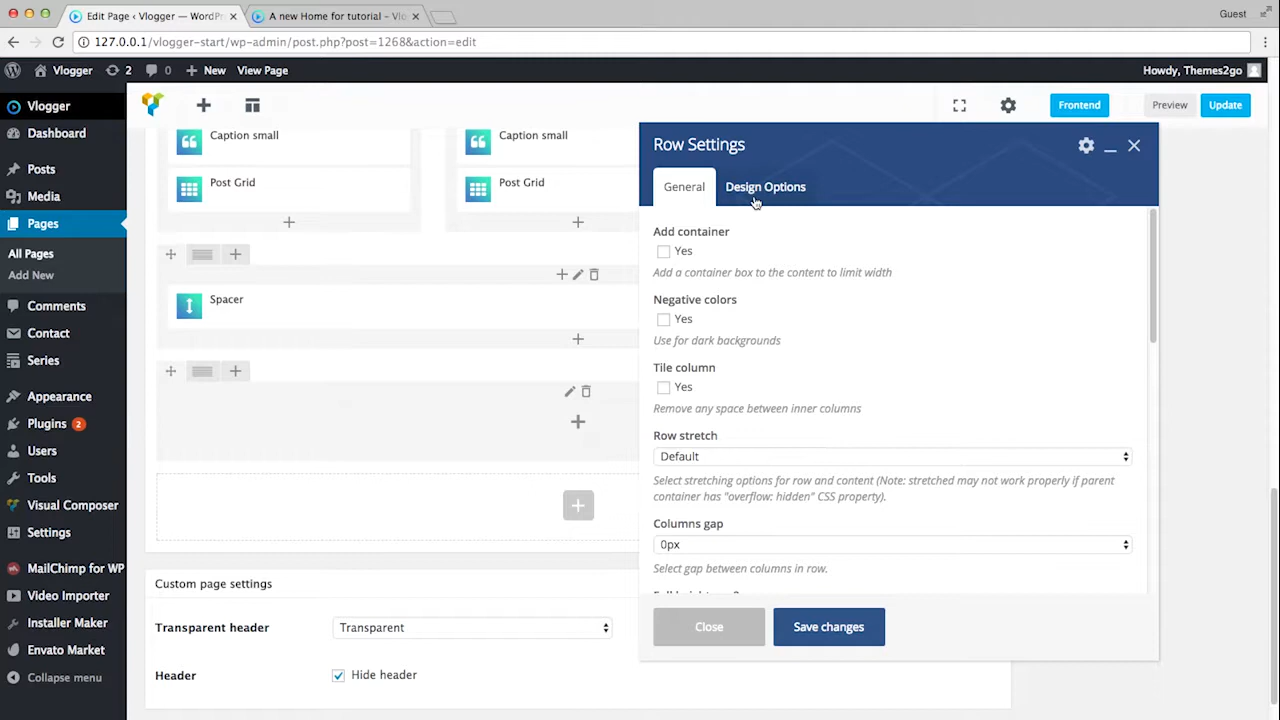 Edit Page ‹ Vlogger — WordPr
A new Home for tutorial – Vlo
Guest
127.0.0.1/vlogger-start/wp-admin/post.php?post=1268&action=edit
Vlogger 2 0 + New View Page Howdy, Themes2go
Vlogger
Dashboard
Posts
Media
Pages
All Pages
Add New
Comments
Contact
Series
Appearance
Plugins 2
Users
Tools
Visual Composer
Settings
MailChimp for WP
Video Importer
Installer Maker
Envato Market
Collapse menu
Frontend Preview Update
Caption small Caption small
Post Grid Post Grid
Spacer
Custom page settings
Transparent header Transparent
Header Hide header
Row Settings
General Design Options
Add container
Yes
Add a container box to the content to limit width
Negative colors
Yes
Use for dark backgrounds
Tile column
Yes
Remove any space between inner columns
Row stretch
Default
Select stretching options for row and content (Note: stretched may not work properly if parent
container has "overflow: hidden" CSS property).
Columns gap
0px
Select gap between columns in row.
Close Save changes